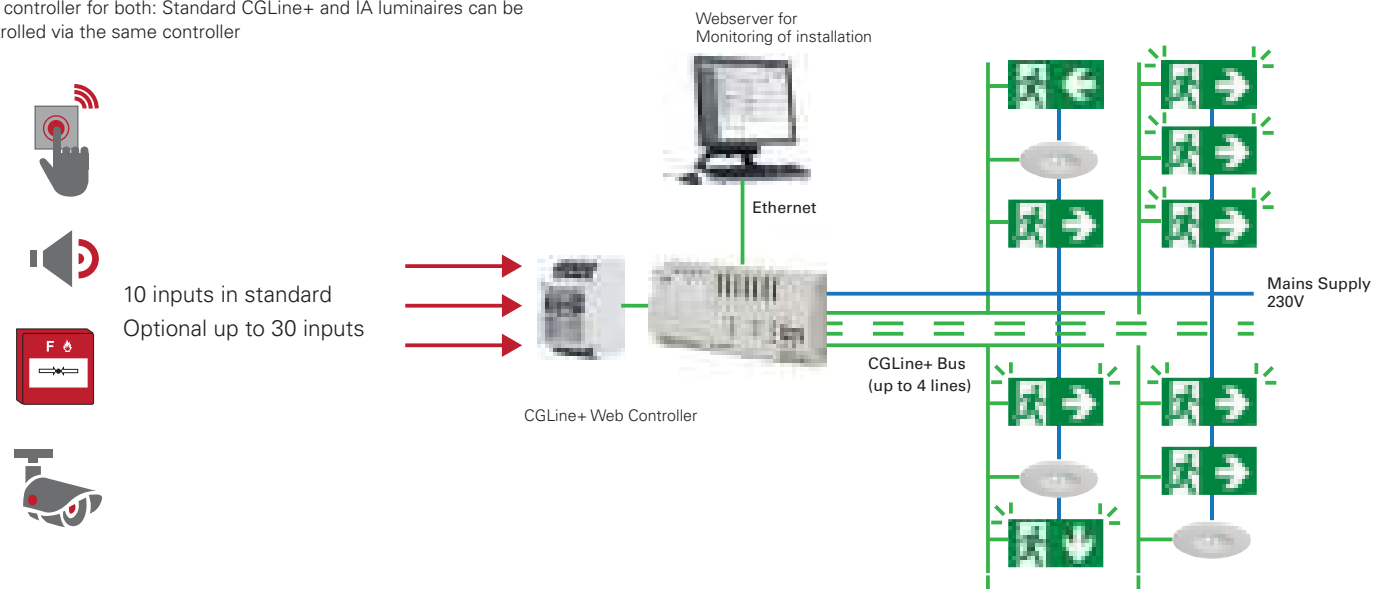 controller for both: Standard CGLine+ and IA luminaires can be
rolled via the same controller
Webserver for
Monitoring of installation
Ethernet
10 inputs in standard
Optional up to 30 inputs
F
Mains Supply
230V
CGLine+ Bus
(up to 4 lines)
CGLine+ Web Controller